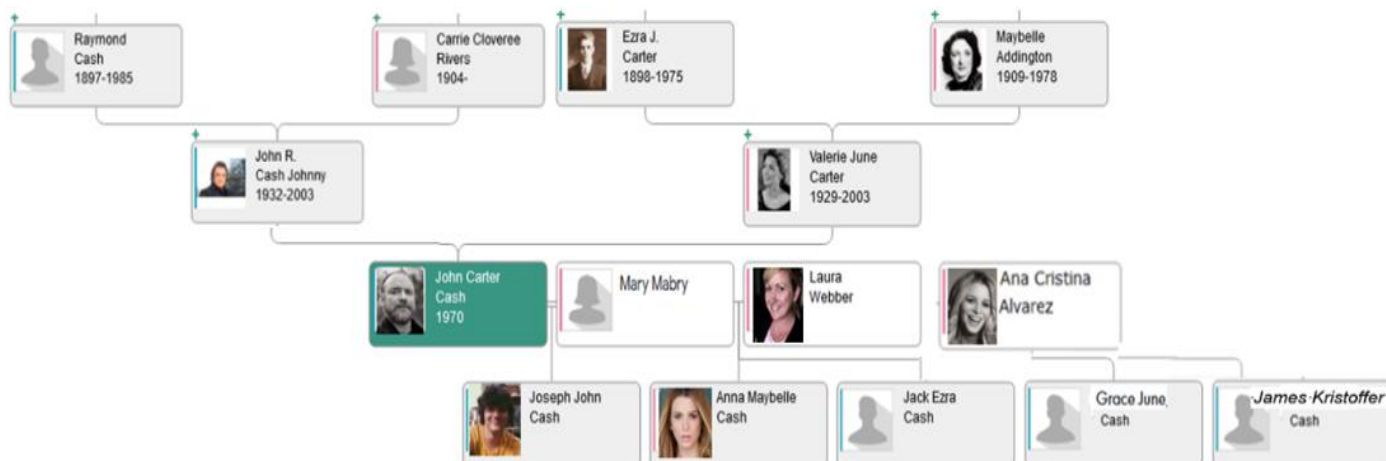 Raymond
Cash
1897-1985
Carrie Cloveree
Rivers
1904-
Ezra J.
Carter
1898-1975
Maybelle
Addington
1909-1978
John R.
Cash Johnny
1932-2003
Valerie June
Carter
1929-2003
John Carter
Cash
1970
Mary Mabry
Laura
Webber
Ana Cristina
Alvarez
Joseph John
Cash
Anna Maybelle
Cash
Jack Ezra
Cash
Grace June,
Cash
James Kristoffer
Cash